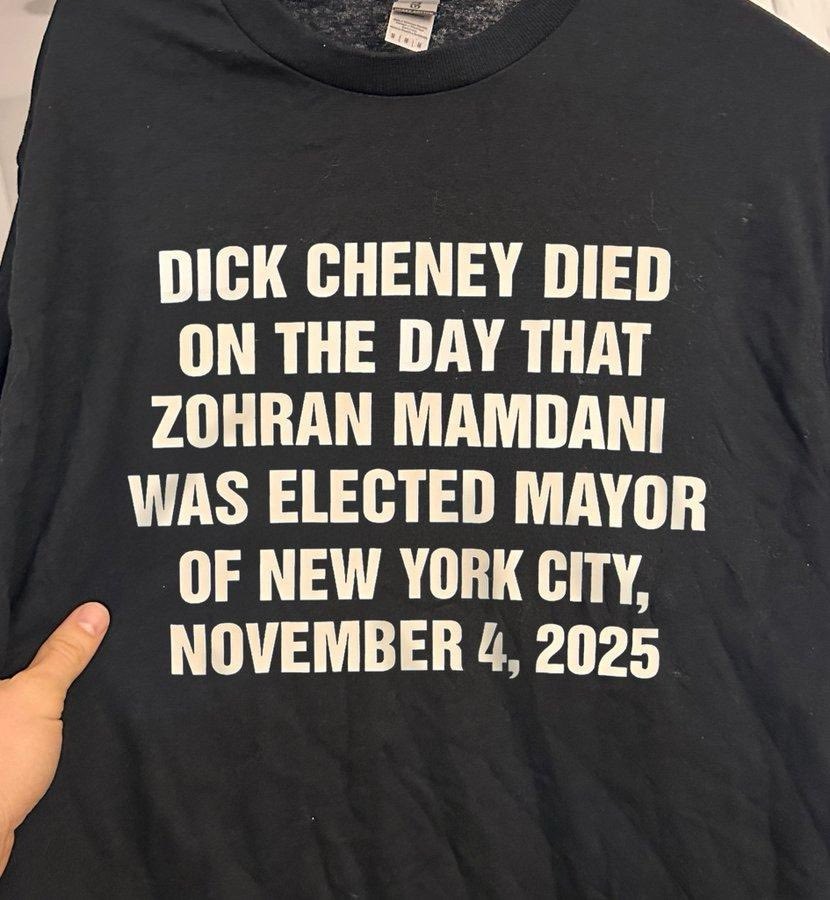 DICK CHENEY DIED
ON THE DAY THAT
ZOHRAN MAMDANI
WAS ELECTED MAYOR
OF NEW YORK CITY,
NOVEMBER 4, 2025